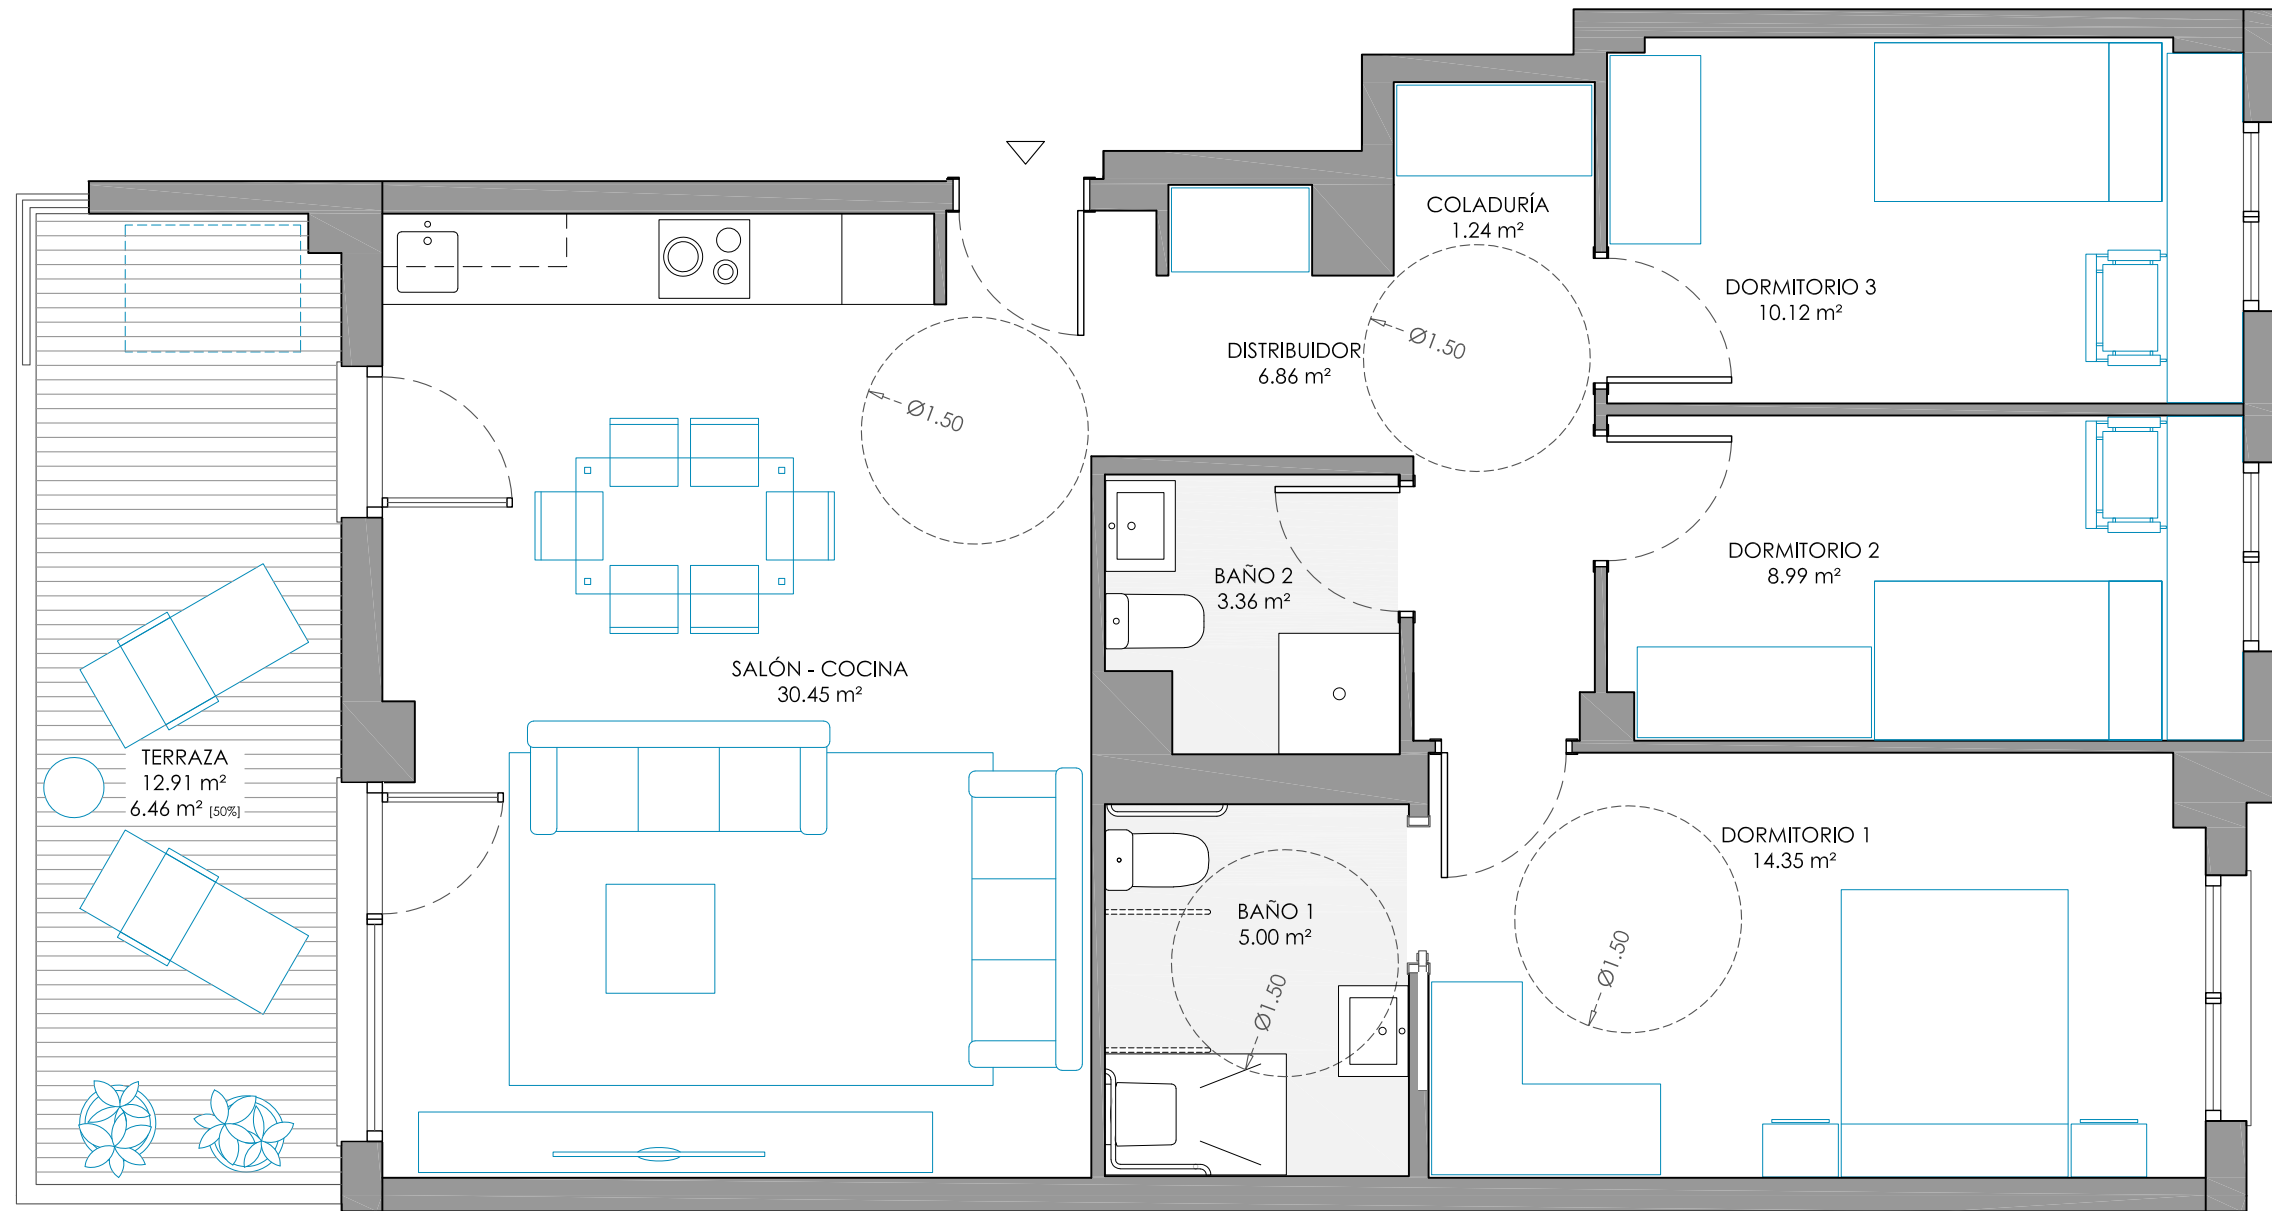 COLADURÍA
1.24 m²
DORMITORIO 3
10.12 m²
DISTRIBUIDOR
6.86 m²
Ø1.50
Ø1.50
DORMITORIO 2
8.99 m²
BAÑO 2
3.36 m²
SALÓN - COCINA
30.45 m²
TERRAZA
12.91 m²
6.46 m² [50%]
DORMITORIO 1
14.35 m²
BAÑO 1
5.00 m²
Ø1.50
Ø1.50